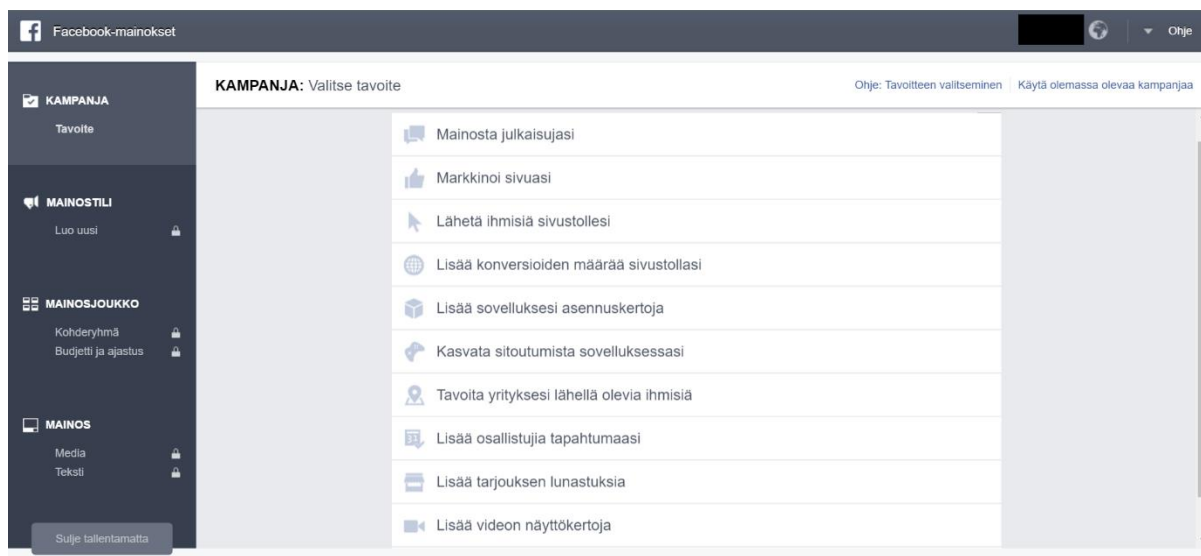 Facebook-mainokset
Ohje
KAMPANJA
Tavoite
MAINOSTILI
Luo uusi
MAINOSJOUKKO
Kohderyhmä
Budjetti ja ajastus
MAINOS
Media
Teksti
Sulje tallentamatta
KAMPANJA: Valitse tavoite
Ohje: Tavoitteen valitseminen
Käytä olemassa olevaa kampanjaa
Mainosta julkaisujasi
Markkinoi sivuasi
Lähetä ihmisiä sivustollesi
Lisää konversioiden määrää sivustollasi
Lisää sovelluksesi asennuskertoja
Kasvata sitoutumista sovelluksessasi
Tavoita yrityksesi lähellä olevia ihmisiä
Lisää osallistujia tapahtumaasi
Lisää tarjouksen lunastuksia
Lisää videon näyttökertoja